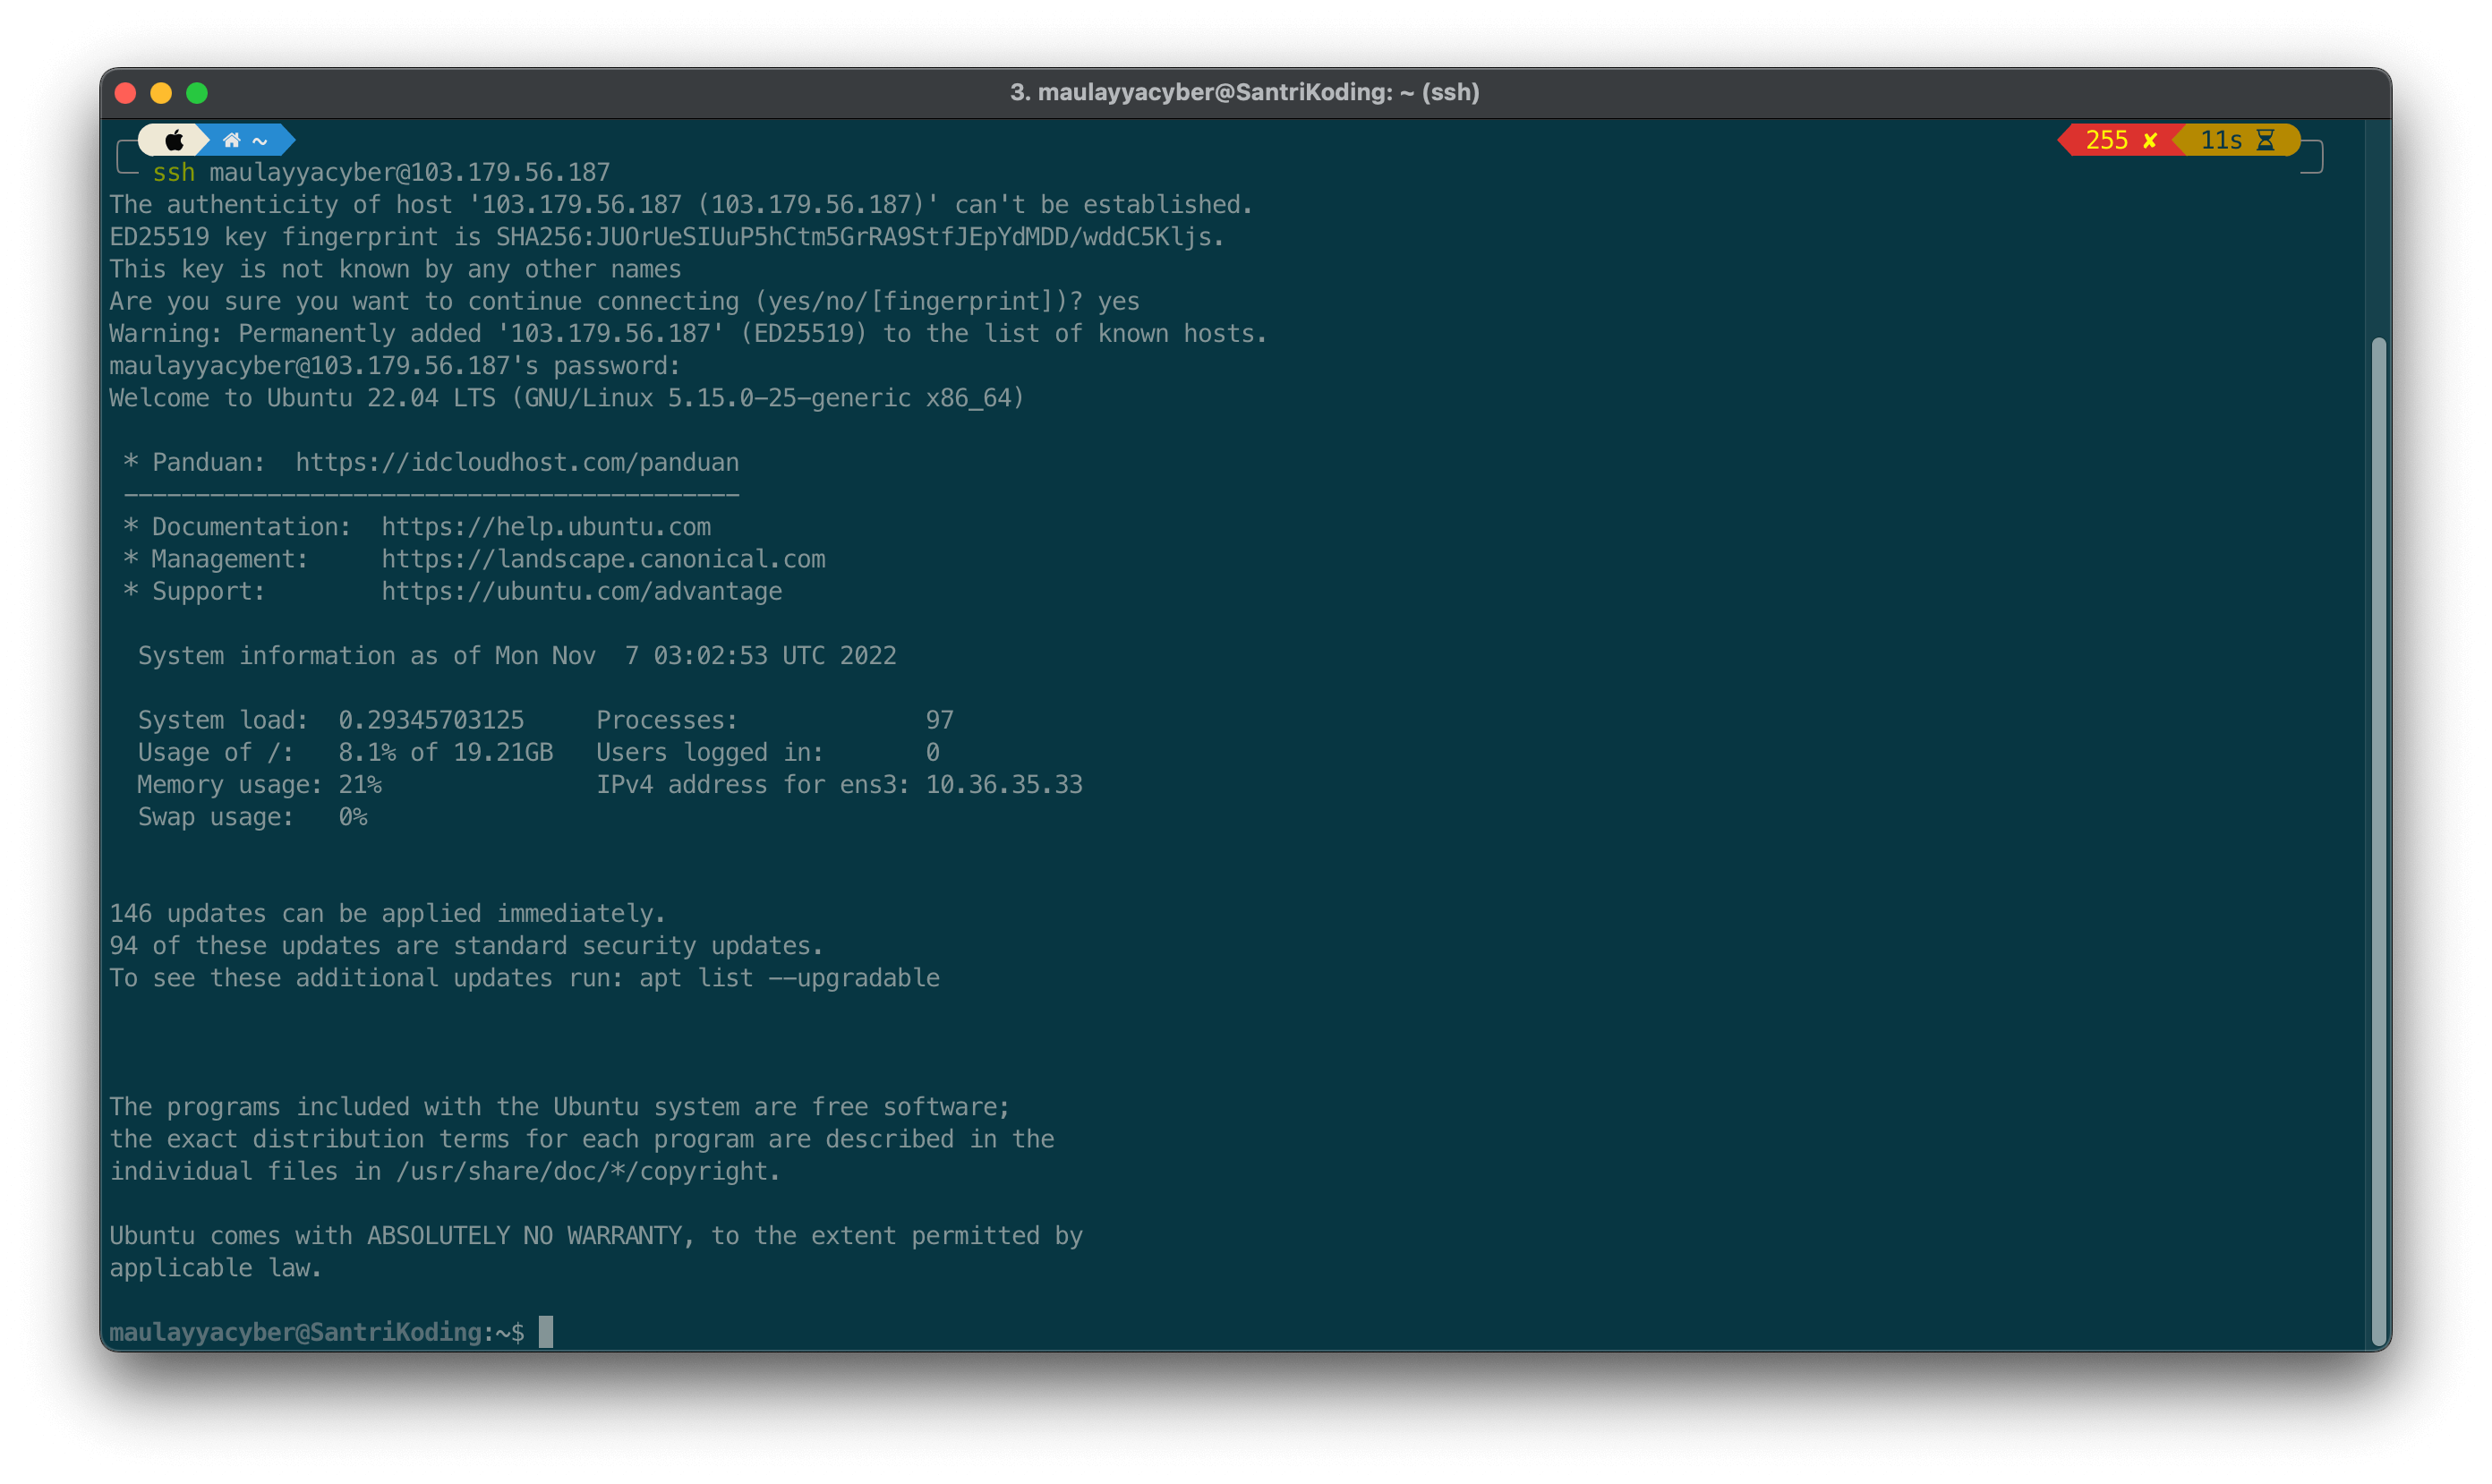 3. maulayyacyber@SantriKoding: ~ (ssh)
~ 255 ✘ 11s
ssh maulayyacyber@103.179.56.187
The authenticity of host '103.179.56.187 (103.179.56.187)' can't be established.
ED25519 key fingerprint is SHA256:JUOrUeSIUuP5hCtm5GrRA9StfJEpYdMDD/wddC5Kljs.
This key is not known by any other names
Are you sure you want to continue connecting (yes/no/[fingerprint])? yes
Warning: Permanently added '103.179.56.187' (ED25519) to the list of known hosts.
maulayyacyber@103.179.56.187's password:
Welcome to Ubuntu 22.04 LTS (GNU/Linux 5.15.0-25-generic x86_64)

 * Panduan:  https://idcloudhost.com/panduan
 -------------------------------------------
 * Documentation:  https://help.ubuntu.com
 * Management:     https://landscape.canonical.com
 * Support:        https://ubuntu.com/advantage

  System information as of Mon Nov  7 03:02:53 UTC 2022

  System load:  0.29345703125     Processes:             97
  Usage of /:   8.1% of 19.21GB   Users logged in:       0
  Memory usage: 21%               IPv4 address for ens3: 10.36.35.33
  Swap usage:   0%

146 updates can be applied immediately.
94 of these updates are standard security updates.
To see these additional updates run: apt list --upgradable

The programs included with the Ubuntu system are free software;
the exact distribution terms for each program are described in the
individual files in /usr/share/doc/*/copyright.

Ubuntu comes with ABSOLUTELY NO WARRANTY, to the extent permitted by
applicable law.

maulayyacyber@SantriKoding:~$